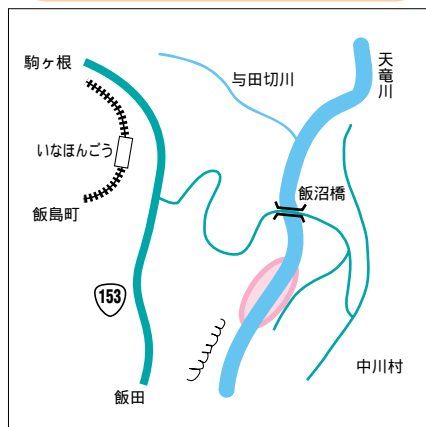 駒ヶ根
与田切川
天竜川
いなほんごう
飯沼橋
飯島町
153
中川村
飯田